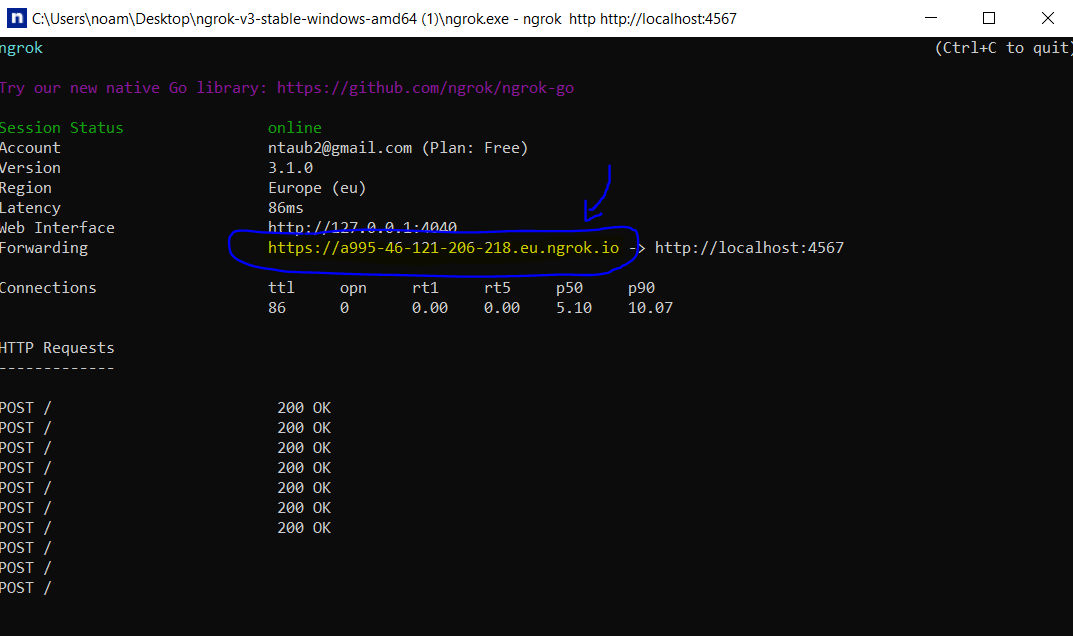 C:\Users\noam\Desktop\ngrok-v3-stable-windows-amd64 (1)\ngrok.exe - ngrok  http http://localhost:4567
ngrok (Ctrl+C to quit)
Try our new native Go library: https://github.com/ngrok/ngrok-go
Session Status online
Account ntaub2@gmail.com (Plan: Free)
Version 3.1.0
Region Europe (eu)
Latency 86ms
Web Interface http://127.0.0.1:4040
Forwarding https://a995-46-121-206-218.eu.ngrok.io -> http://localhost:4567
Connections ttl opn rt1 rt5 p50 p90
86 0 0.00 0.00 5.10 10.07
HTTP Requests
-------------
POST / 200 OK
POST / 200 OK
POST / 200 OK
POST / 200 OK
POST / 200 OK
POST / 200 OK
POST / 200 OK
POST /
POST /
POST /